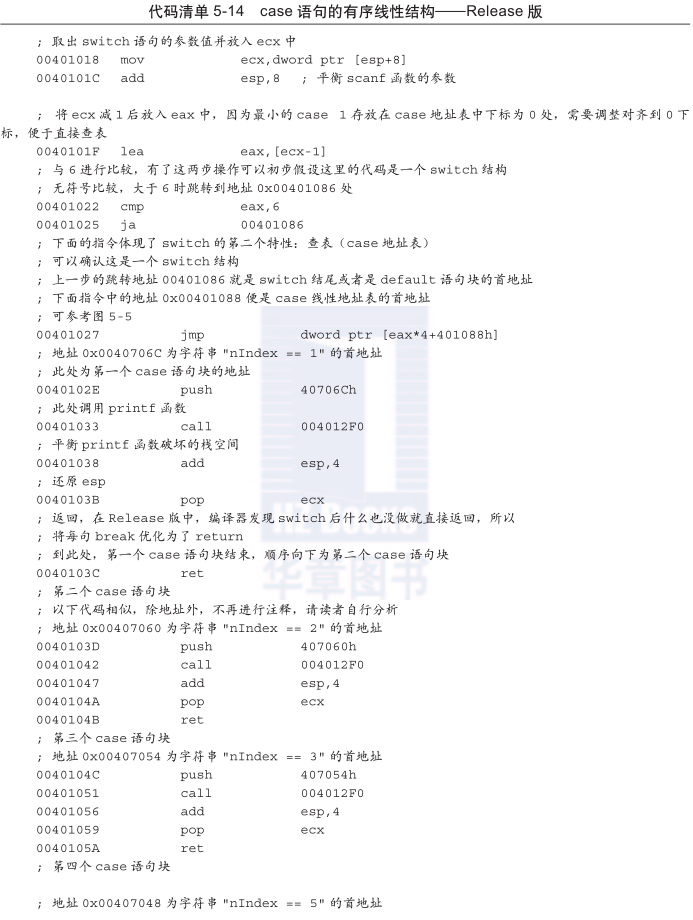 代码清单 5-14 case 语句的有序线性结构——Release 版
; 取出 switch 语句的参数值并放入 ecx 中
00401018 mov ecx,dword ptr [esp+8]
0040101C add esp,8 ; 平衡 scanf 函数的参数
; 将 ecx 减 1 后放入 eax 中，因为最小的 case 1 存放在 case 地址表中下标为 0 处，需要调整对齐到 0 下
标，便于直接查表
0040101F lea eax,[ecx-1]
; 与 6 进行比较，有了这两步操作可以初步假设这里的代码是一个 switch 结构
; 无符号比较，大于 6 时跳转到地址 0x00401086 处
00401022 cmp eax,6
00401025 ja 00401086
; 下面的指令体现了 switch 的第二个特性：查表（case 地址表）
; 可以确认这是一个 switch 结构
; 上一步的跳转地址 00401086 就是 switch 结尾或者是 default 语句块的首地址
; 下面指令中的地址 0x00401088 便是 case 线性地址表的首地址
; 可参考图 5-5
00401027 jmp dword ptr [eax*4+401088h]
; 地址 0x0040706C 为字符串 "nIndex == 1" 的首地址
; 此处为第一个 case 语句块的地址
0040102E push 40706Ch
; 此处调用 printf 函数
00401033 call 004012F0
; 平衡 printf 函数破坏的栈空间
00401038 add esp,4
; 还原 esp
0040103B pop ecx
; 返回，在 Release 版中，编译器发现 switch 后什么也没做就直接返回，所以
; 将每句 break 优化为了 return
; 到此处，第一个 case 语句块结束，顺序向下为第二个 case 语句块
0040103C ret
; 第二个 case 语句块
; 以下代码相似，除地址外，不再进行注释，请读者自行分析
; 地址 0x00407060 为字符串 "nIndex == 2" 的首地址
0040103D push 407060h
00401042 call 004012F0
00401047 add esp,4
0040104A pop ecx
0040104B ret
; 第三个 case 语句块
; 地址 0x00407054 为字符串 "nIndex == 3" 的首地址
0040104C push 407054h
00401051 call 004012F0
00401056 add esp,4
00401059 pop ecx
0040105A ret
; 第四个 case 语句块
; 地址 0x00407048 为字符串 "nIndex == 5" 的首地址
HZ Books
华章图书